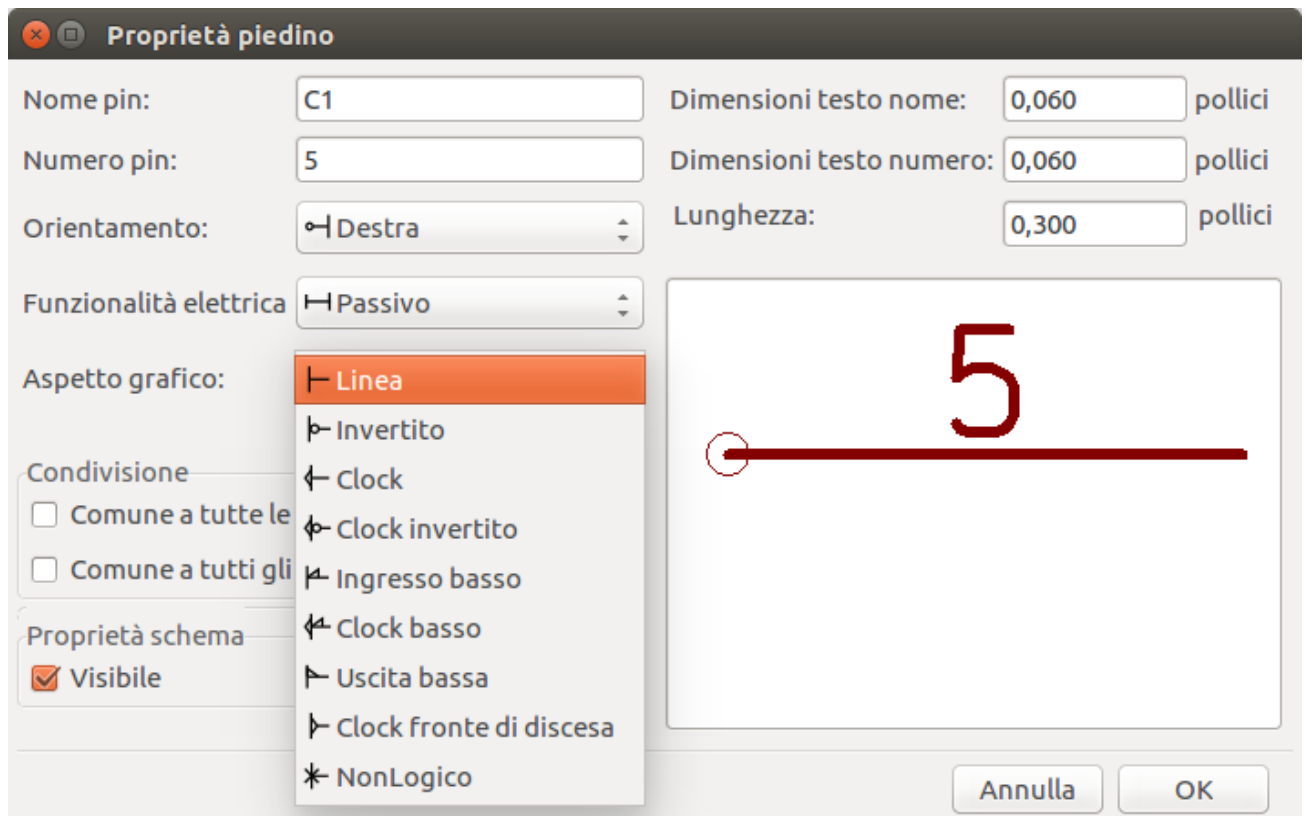 Proprietà piedino
Nome pin: C1 Dimensioni testo nome: 0,060 pollici
Numero pin: 5 Dimensioni testo numero: 0,060 pollici
Orientamento: Destra Lunghezza: 0,300 pollici
Funzionalità elettrica Passivo
5
Aspetto grafico: Linea
Invertito
Clock
Clock invertito
Ingresso basso
Clock basso
Uscita bassa
Clock fronte di discesa
NonLogico
Condivisione
Comune a tutte le
Comune a tutti gli
Proprietà schema
Visibile
Annulla OK